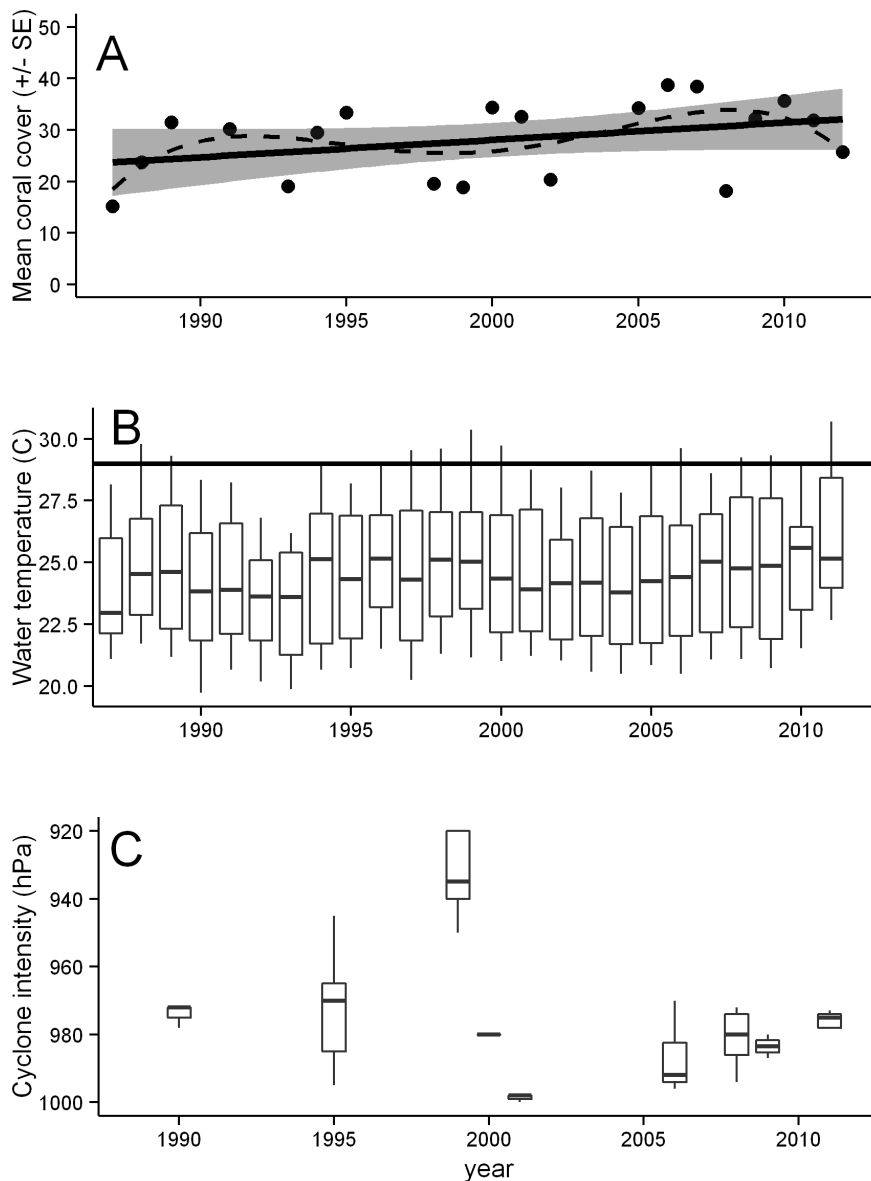 A
Mean coral cover (+/- SE)
50
40
30
20
10
0
1990 1995 2000 2005 2010
B
Water temperature (C)
30.0
27.5
25.0
22.5
20.0
1990 1995 2000 2005 2010
C
Cyclone intensity (hPa)
920
940
960
980
1000
1990 1995 2000 2005 2010
year